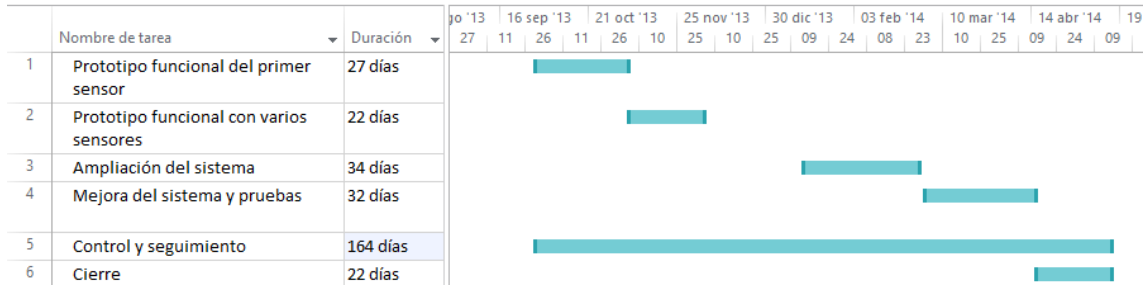 go '13 16 sep '13 21 oct '13 25 nov '13 30 dic '13 03 feb '14 10 mar '14 14 abr '14 19
Nombre de tarea Duración 27 11 26 11 26 10 25 10 25 09 24 08 23 10 25 09 24 09
1 Prototipo funcional del primer 27 días
sensor
2 Prototipo funcional con varios 22 días
sensores
3 Ampliación del sistema 34 días
4 Mejora del sistema y pruebas 32 días
5 Control y seguimiento 164 días
6 Cierre 22 días